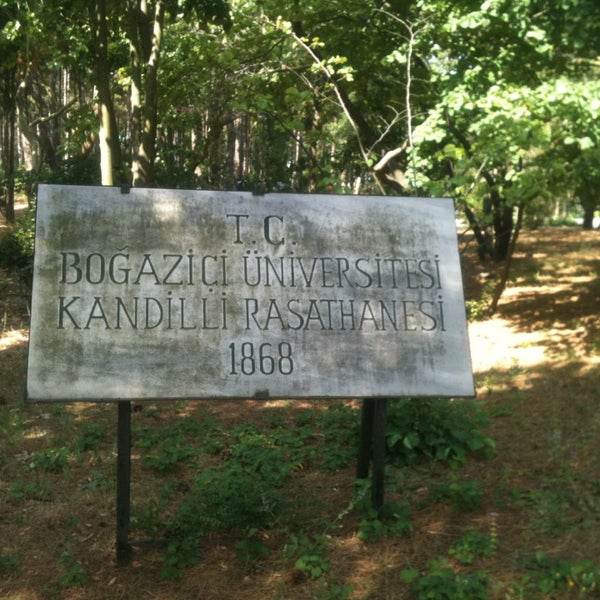 T.C.
BOĞAZİÇİ ÜNİVERSİTESİ
KANDİLLİ RASATHANESİ
1868